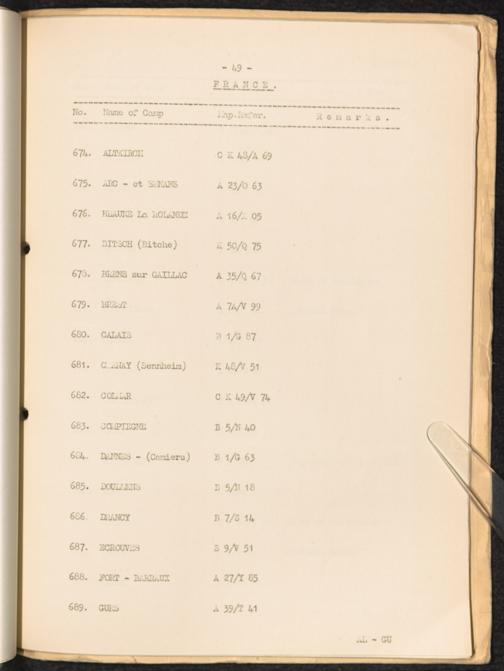 - 49 -
FRANCE.
No. Name of Camp Map.Refer. Remarks.
674. ALTKIRCH C K 48/A 69
675. ARC - et SENANS A 23/O 63
676. BEAUNE La ROLANDE A 16/ 05
677. BITSCH (Bitche) K 50/Q 75
678. BRENS sur GAILLAC A 35/Q 67
679. BREST A 74/V 99
680. CALAIS 1/G 87
681. CERNAY (Sennheim) K 48/V 51
682. COLMAR C K 49/V 74
683. COMPIEGNE B 5/N 40
684. DANNES - (Camieru) B 1/G 63
685. DOULLENS B 5/H 18
686. DRANCY B 7/S 14
687. ECROUVES 9/W 51
688. FORT - BARRAUX A 27/Y 85
689. GURS A 39/T 41
AL - GU